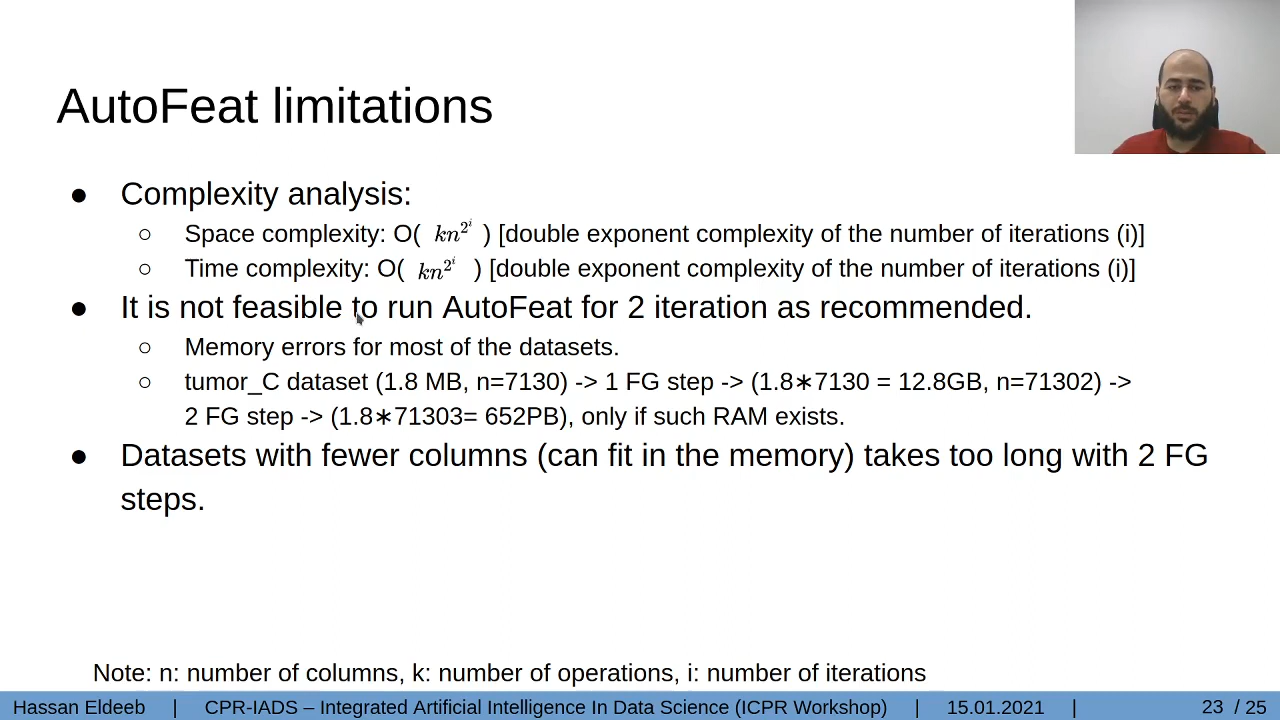 AutoFeat limitations
● Complexity analysis:
○ Space complexity: O( kn^{2^i} ) [double exponent complexity of the number of iterations (i)]
○ Time complexity: O( kn^{2^i} ) [double exponent complexity of the number of iterations (i)]
● It is not feasible to run AutoFeat for 2 iteration as recommended.
○ Memory errors for most of the datasets.
○ tumor_C dataset (1.8 MB, n=7130) -> 1 FG step -> (1.8∗7130 = 12.8GB, n=71302) ->
2 FG step -> (1.8∗71303= 652PB), only if such RAM exists.
● Datasets with fewer columns (can fit in the memory) takes too long with 2 FG
steps.
Note: n: number of columns, k: number of operations, i: number of iterations
Hassan Eldeeb | CPR-IADS – Integrated Artificial Intelligence In Data Science (ICPR Workshop) | 15.01.2021 | 23 / 25